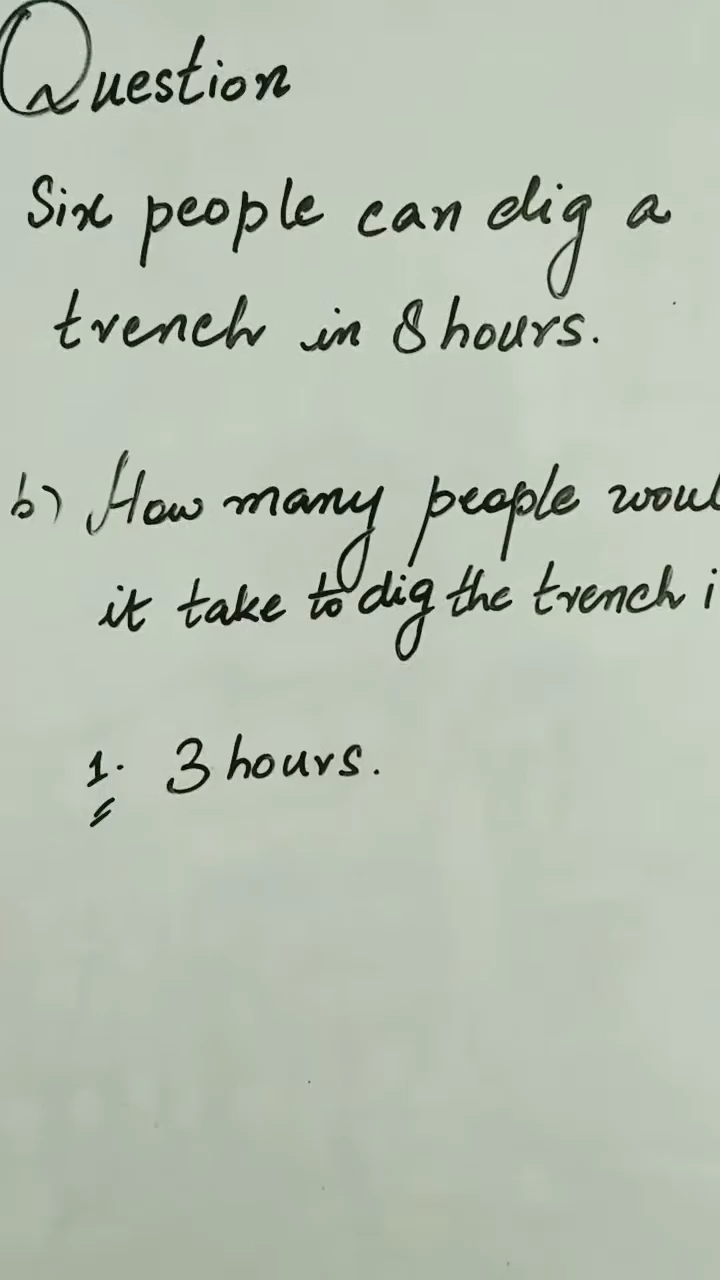 Question
Six people can dig a
trench in 8 hours.
b) How many people woul
it take to dig the trench i
1. 3 hours.